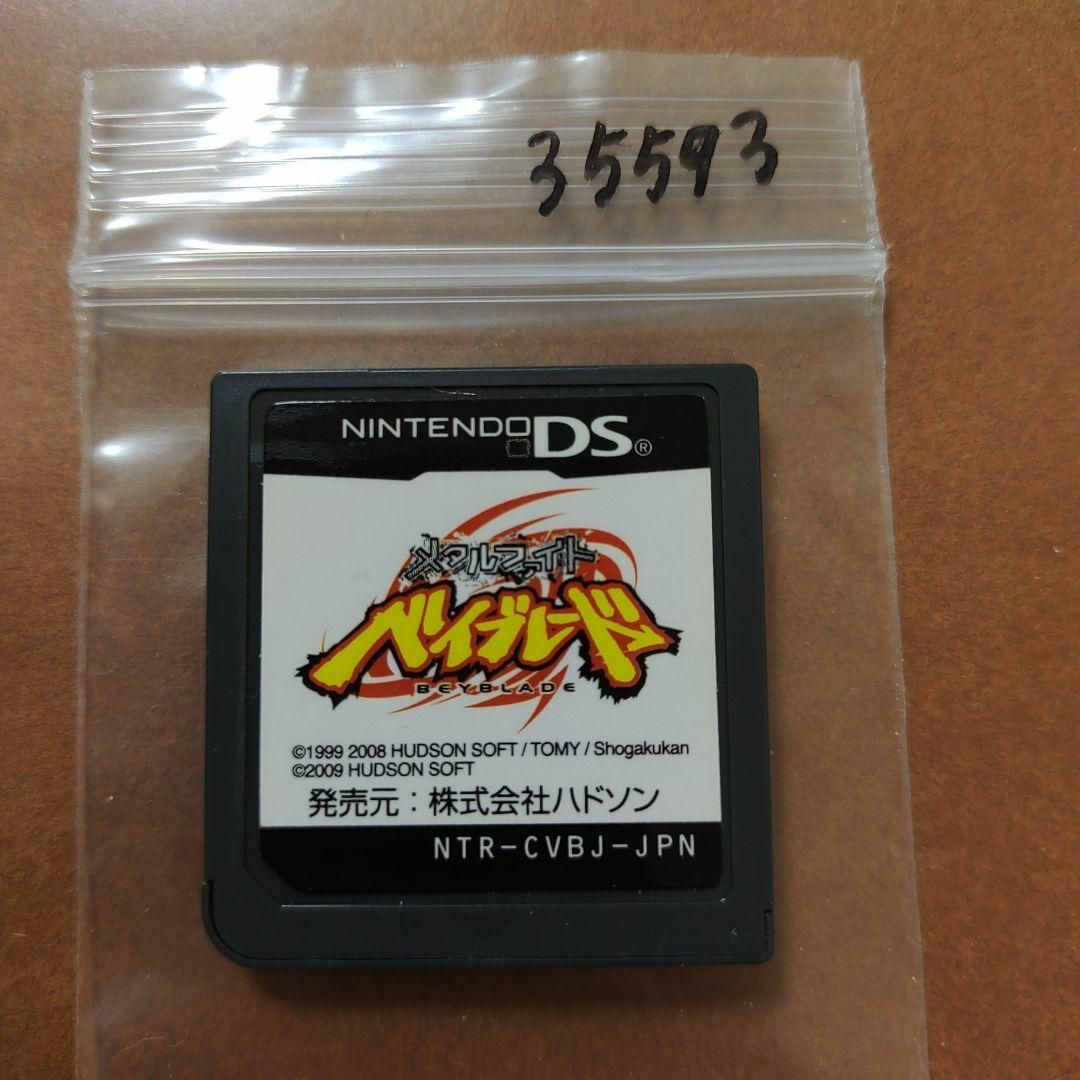 35593
NINTENDO DS®
メタルファイト
ベイブレード
BEYBLADE
©1999 2008 HUDSON SOFT / TOMY / Shogakukan
©2009 HUDSON SOFT
発売元：株式会社ハドソン
NTR-CVBJ-JPN